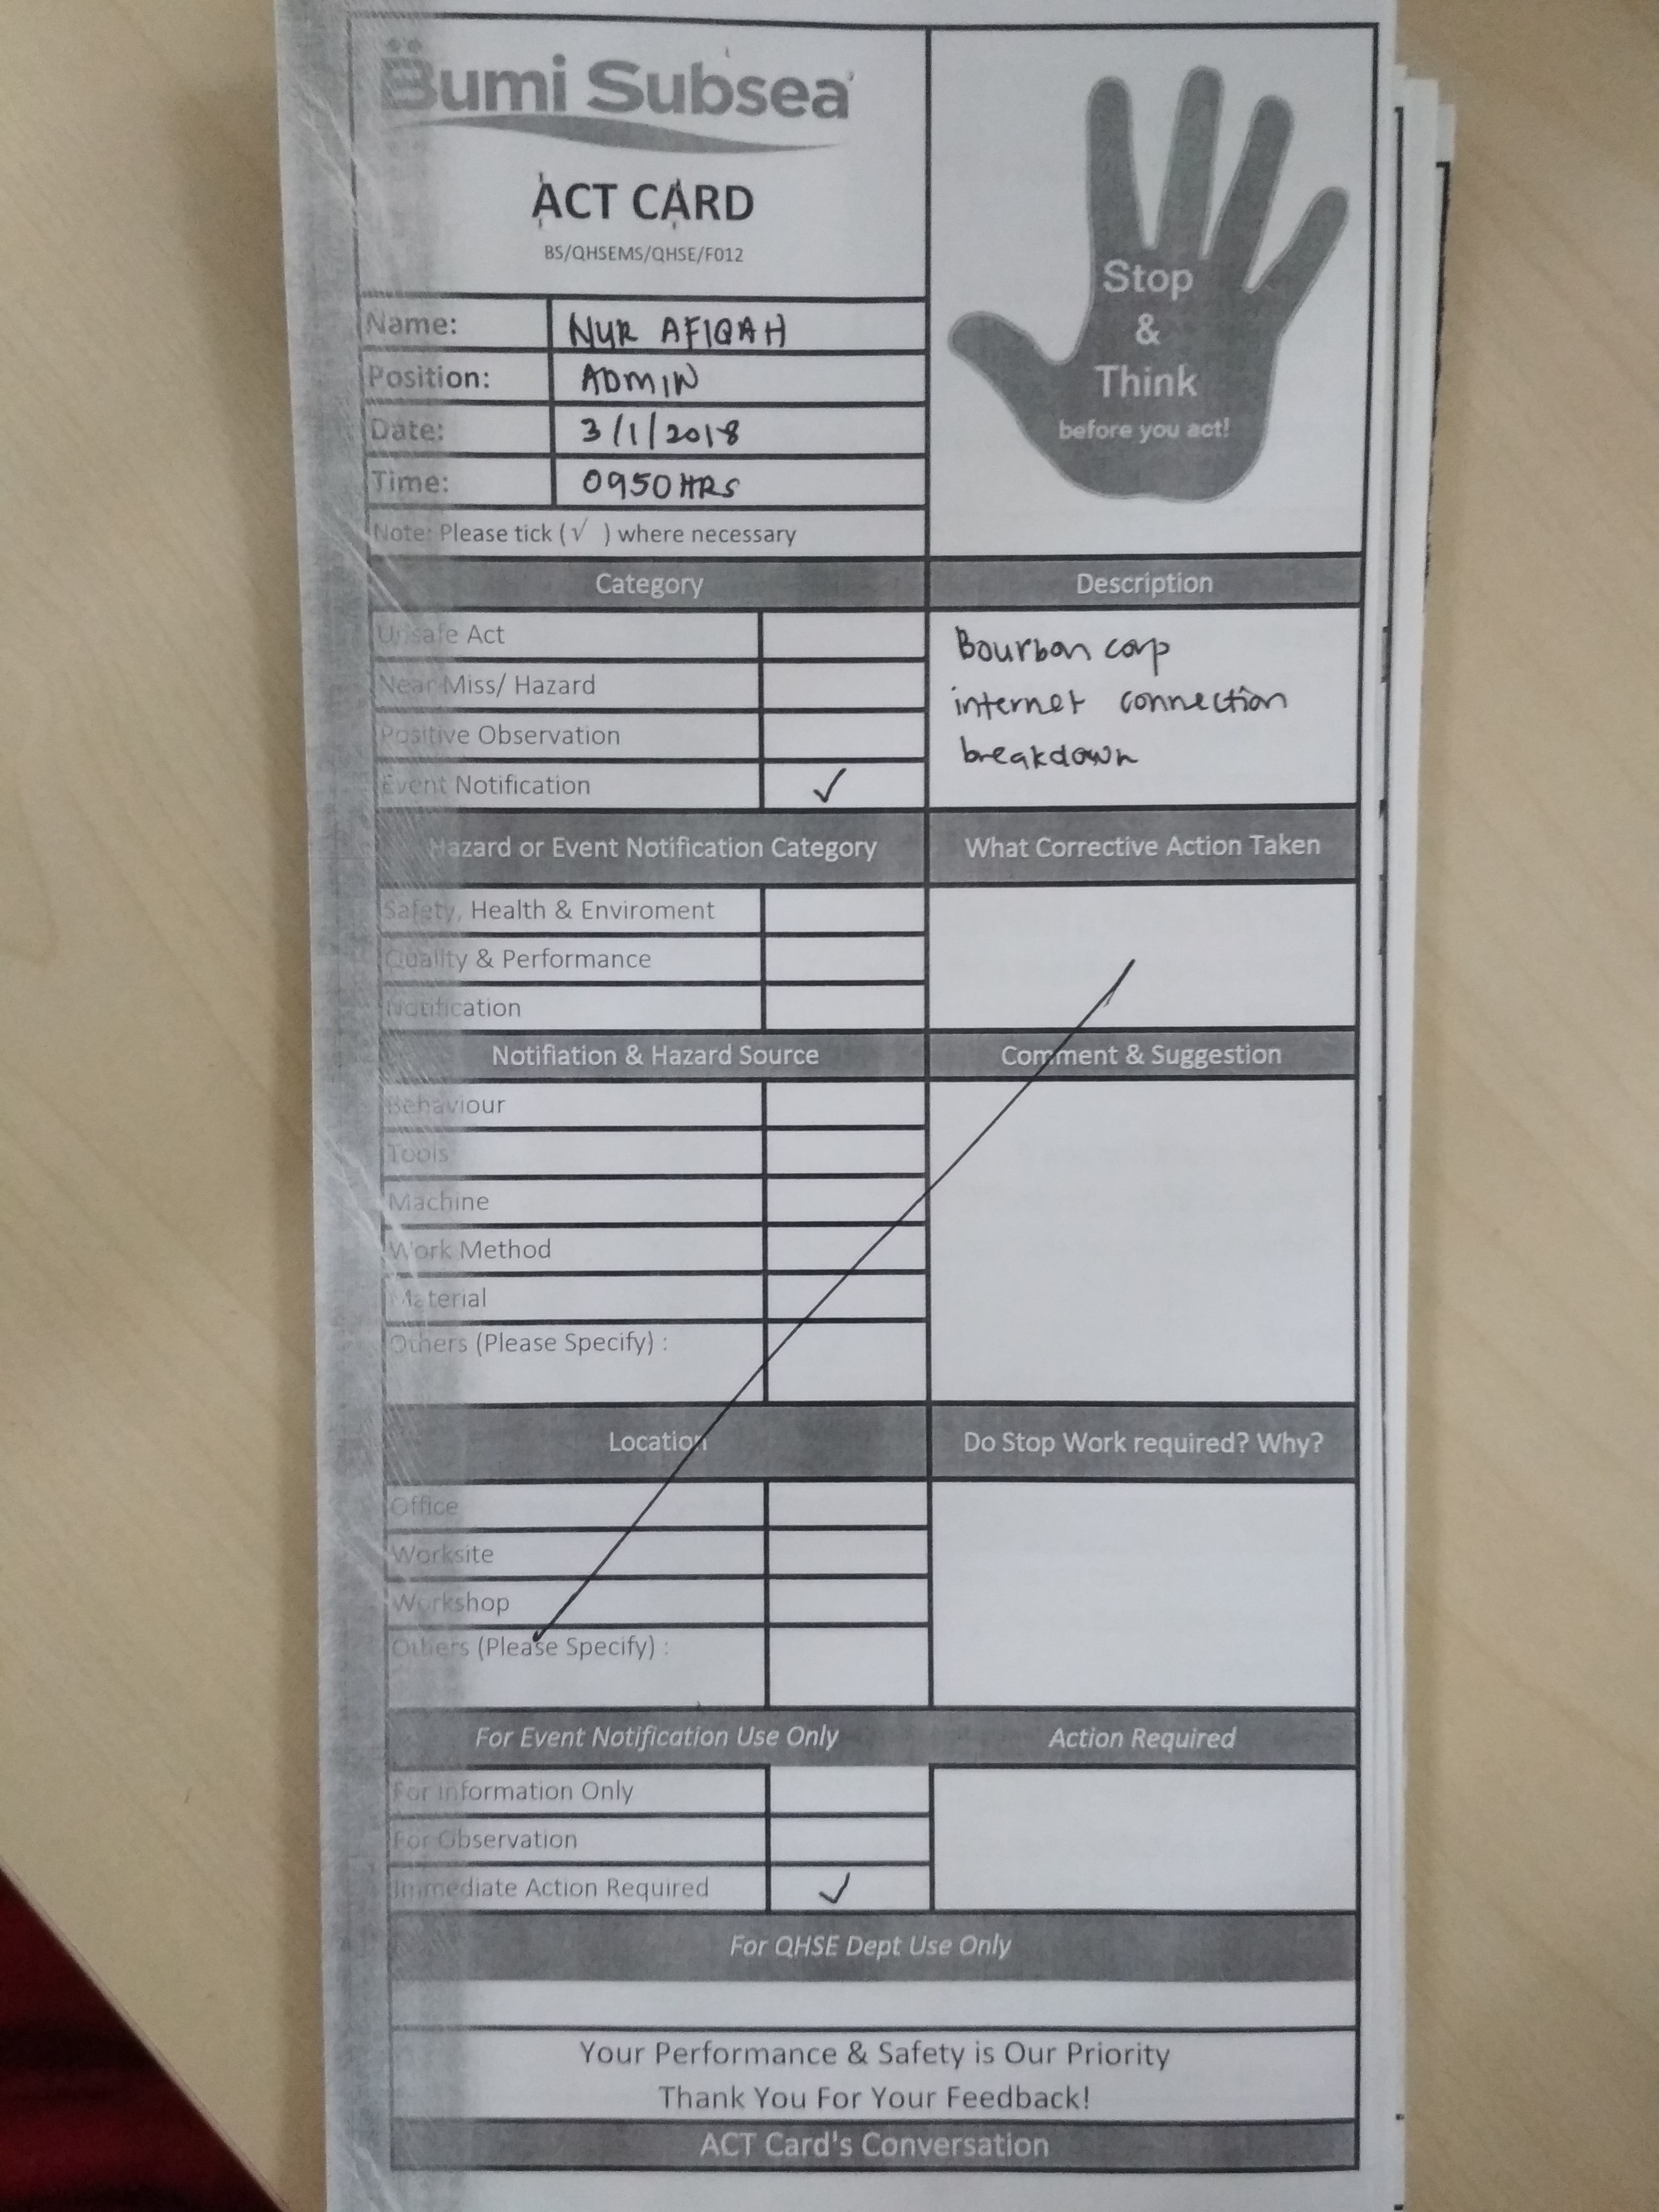 Bumi Subsea
ACT CARD
BS/QHSEMS/QHSE/F012
Stop
&
Think
before you act!
Name: NUR AFIQAH
Position: ADMIN
Date: 3/1/2018
Time: 0950HRS
Note: Please tick (√ ) where necessary
Category
Description
Unsafe Act
Near Miss/ Hazard
Positive Observation
Event Notification ✓
Bourbon corp
internet connection
breakdown
Hazard or Event Notification Category
What Corrective Action Taken
Safety, Health & Enviroment
Quality & Performance
Notification
Notifiation & Hazard Source
Comment & Suggestion
Behaviour
Tools
Machine
Work Method
Material
Others (Please Specify) :
Location
Do Stop Work required? Why?
Office
Worksite
Workshop
Others (Please Specify) :
For Event Notification Use Only
Action Required
For Information Only
For Observation
Immediate Action Required ✓
For QHSE Dept Use Only
Your Performance & Safety is Our Priority
Thank You For Your Feedback!
ACT Card's Conversation